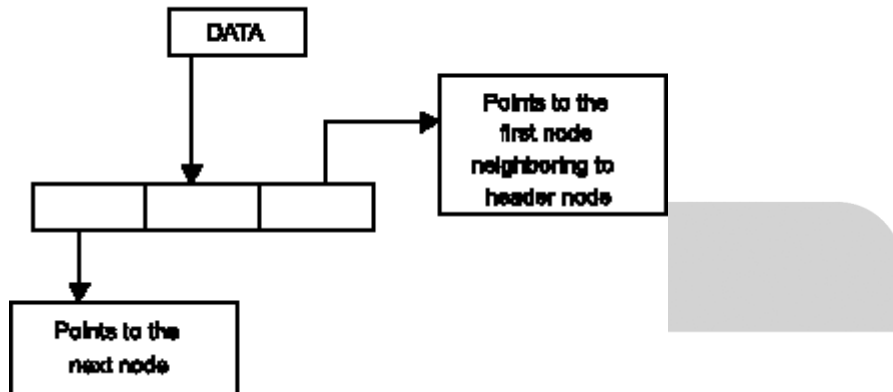 DATA
Points to the
first node
neighboring to
header node
Points to the
next node